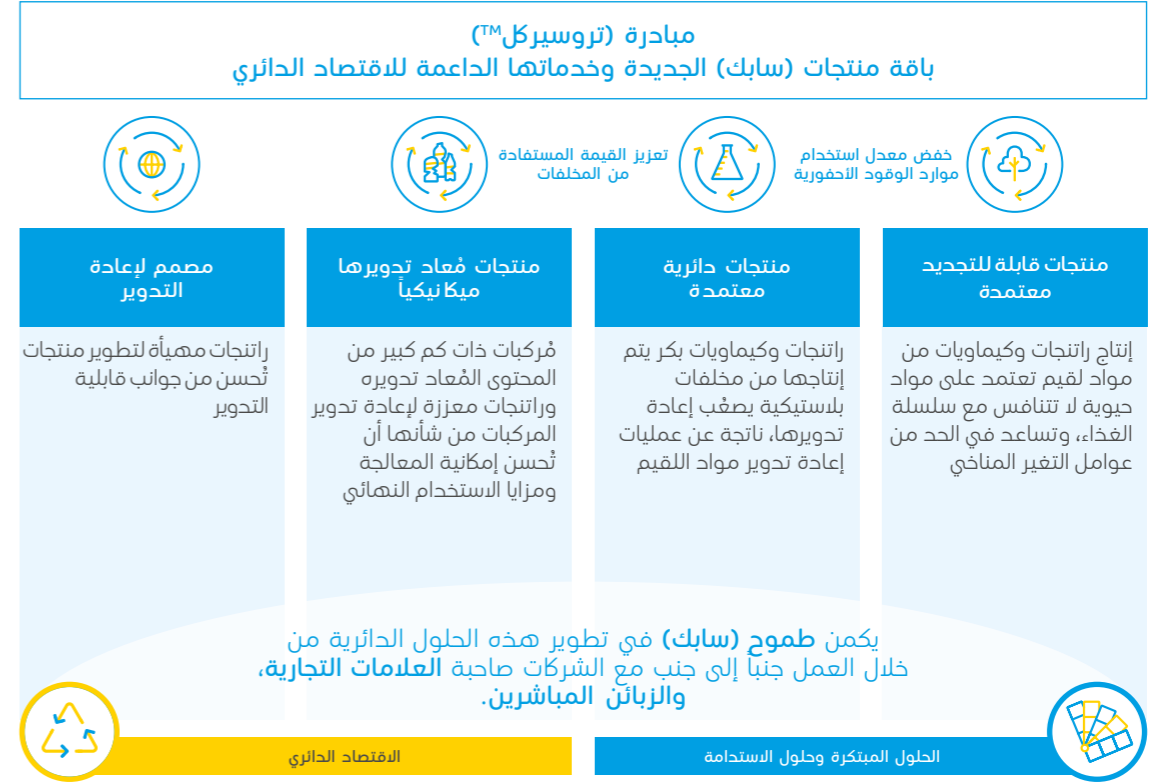 مبادرة (تروسيركل™)
باقة منتجات (سابك) الجديدة وخدماتها الداعمة للاقتصاد الدائري
خفض معدل استخدام
موارد الوقود الأحفورية
تعزيز القيمة المستفادة
من المخلفات
منتجات قابلة للتجديد
معتمدة
إنتاج راتنجات وكيماويات من
مواد لقيم تعتمد على مواد
حيوية لا تتنافس مع سلسلة
الغذاء، وتساعد في الحد من
عوامل التغير المناخي
منتجات دائرية
معتمدة
راتنجات وكيماويات بكر يتم
إنتاجها من مخلفات
بلاستيكية يصعُب إعادة
تدويرها، ناتجة عن عمليات
إعادة تدوير مواد اللقيم
منتجات مُعاد تدويرها
ميكانيكياً
مُركبات ذات كم كبير من
المحتوى المُعاد تدويره
وراتنجات معززة لإعادة تدوير
المركبات من شأنها أن
تُحسن إمكانية المعالجة
ومزايا الاستخدام النهائي
مصمم لإعادة
التدوير
راتنجات مهيأة لتطوير منتجات
تُحسن من جوانب قابلية
التدوير
يكمن طموح (سابك) في تطوير هذه الحلول الدائرية من
خلال العمل جنباً إلى جنب مع الشركات صاحبة العلامات التجارية،
والزبائن المباشرين.
الحلول المبتكرة وحلول الاستدامة
الاقتصاد الدائري